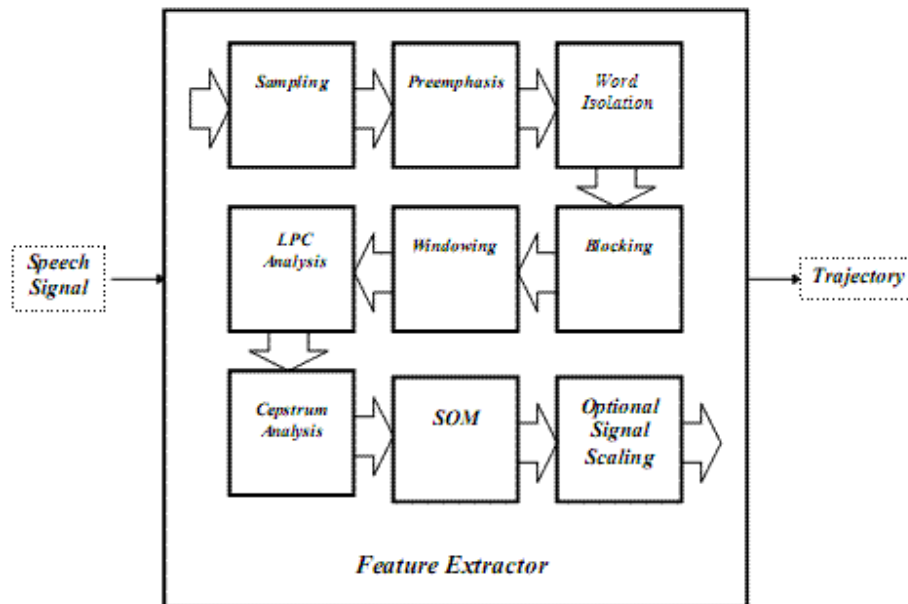 Sampling
Preemphasis
Word
Isolation
Speech
Signal
LPC
Analysis
Windowing
Blocking
Trajectory
Cepstrum
Analysis
SOM
Optional
Signal
Scaling
Feature Extractor